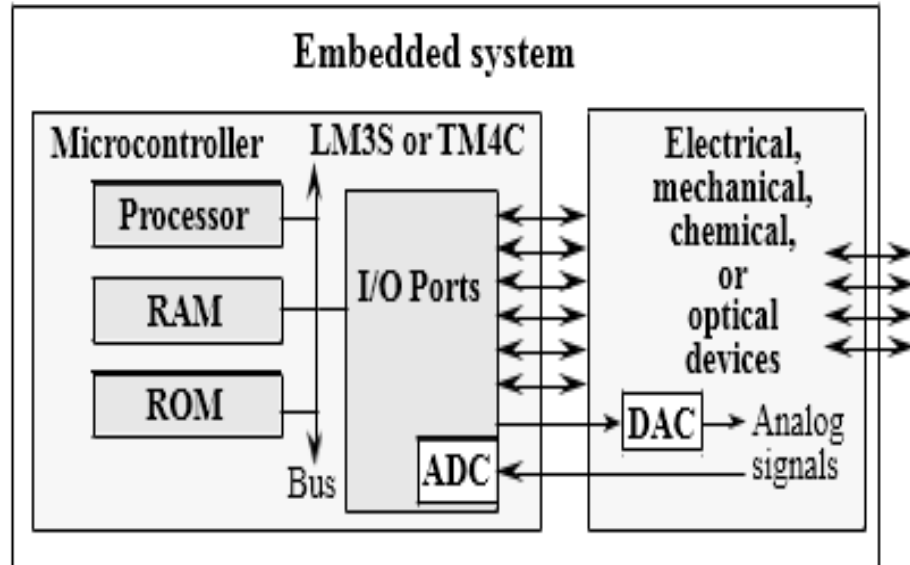 Embedded system
Microcontroller
LM3S or TM4C
Processor
RAM
ROM
Bus
I/O Ports
ADC
Electrical,
mechanical,
chemical,
or
optical
devices
DAC
Analog
signals